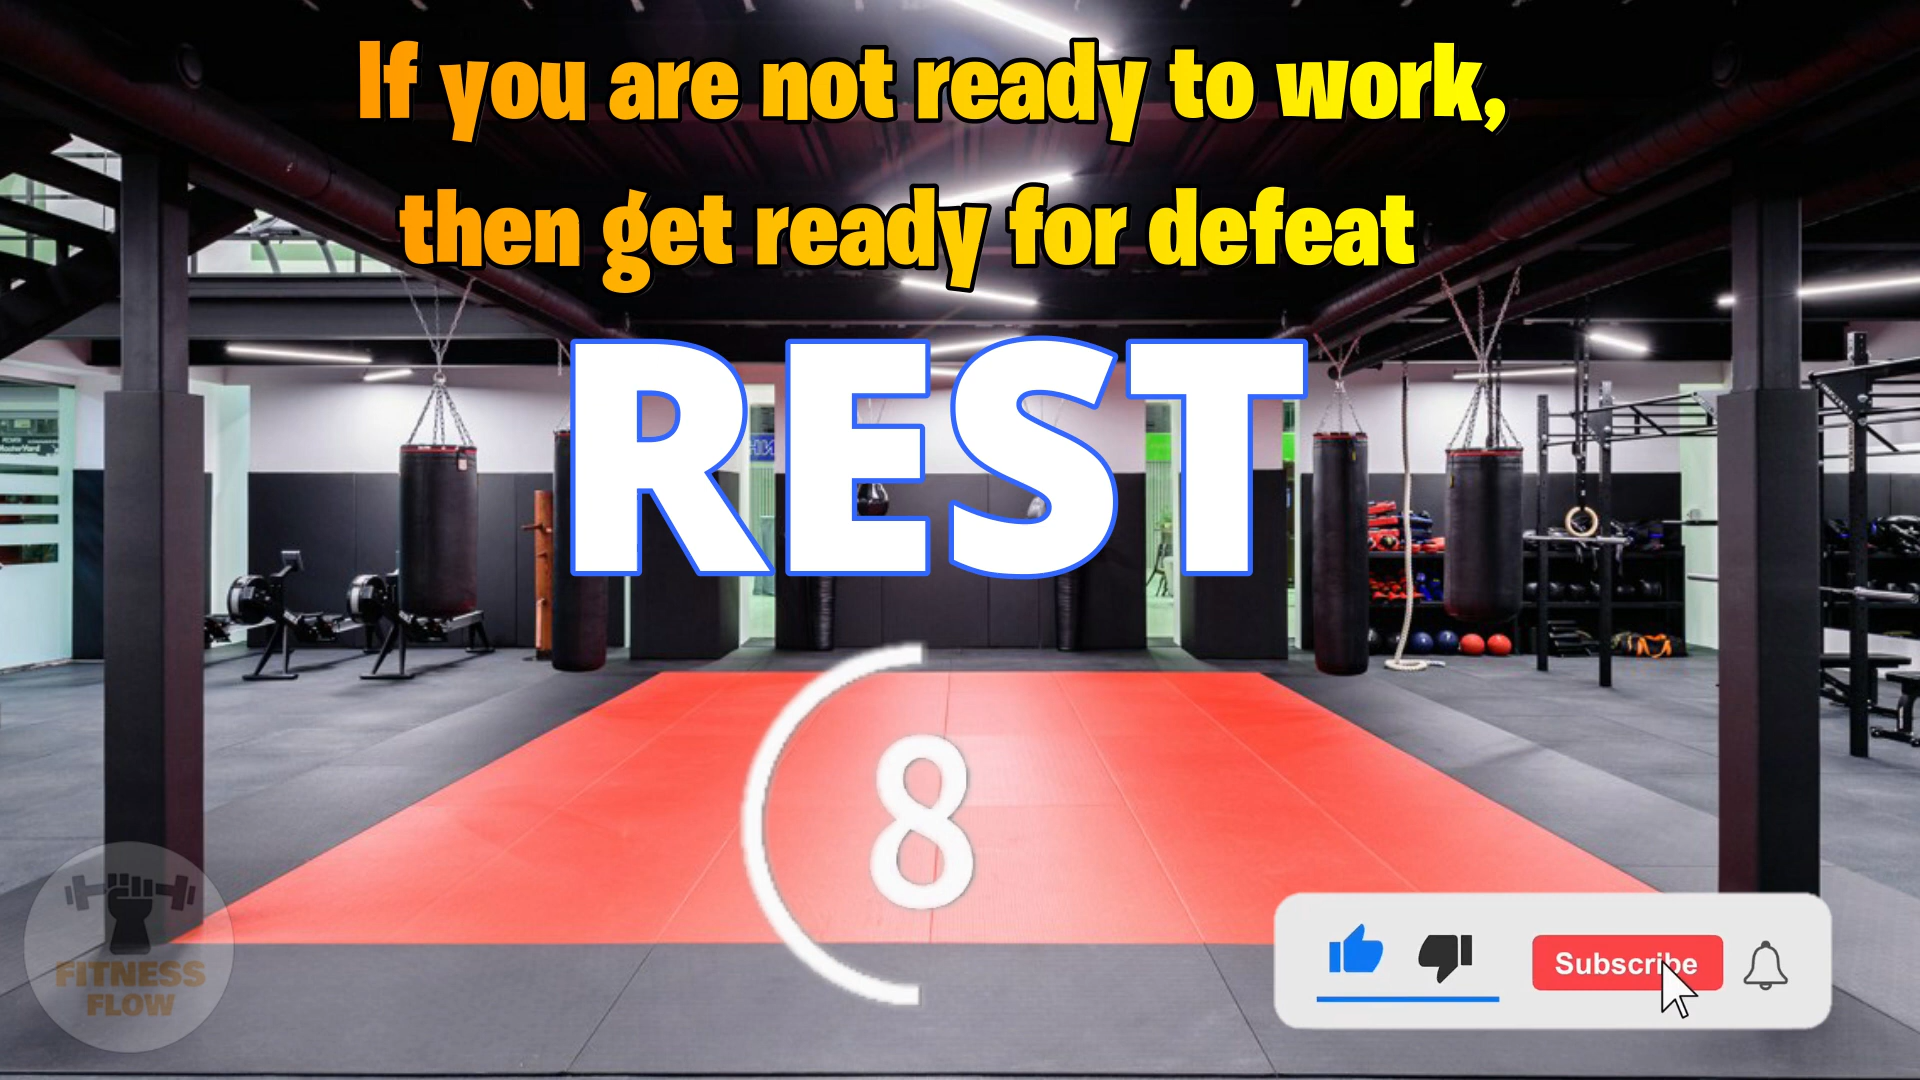 If you are not ready to work,
then get ready for defeat
REST
8
Subscribe
FITNESS
FLOW